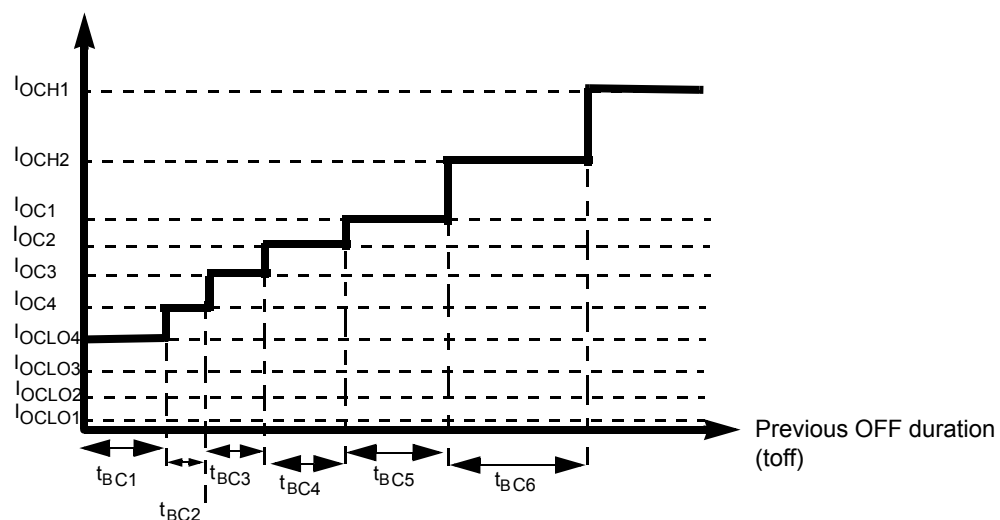 IOCH1
IOCH2
IOC1
IOC2
IOC3
IOC4
IOCLO4
IOCLO3
IOCLO2
IOCLO1
Previous OFF duration
(toff)
tBC1
tBC2
tBC3
tBC4
tBC5
tBC6